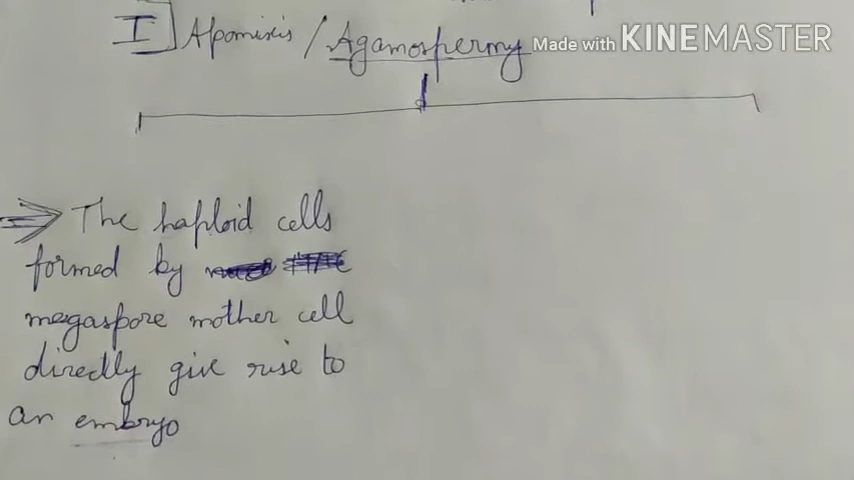 I] Apomixis / Agamospermy
Made with KINEMASTER
The haploid cells
formed by
megaspore mother cell
directly give rise to
an embryo